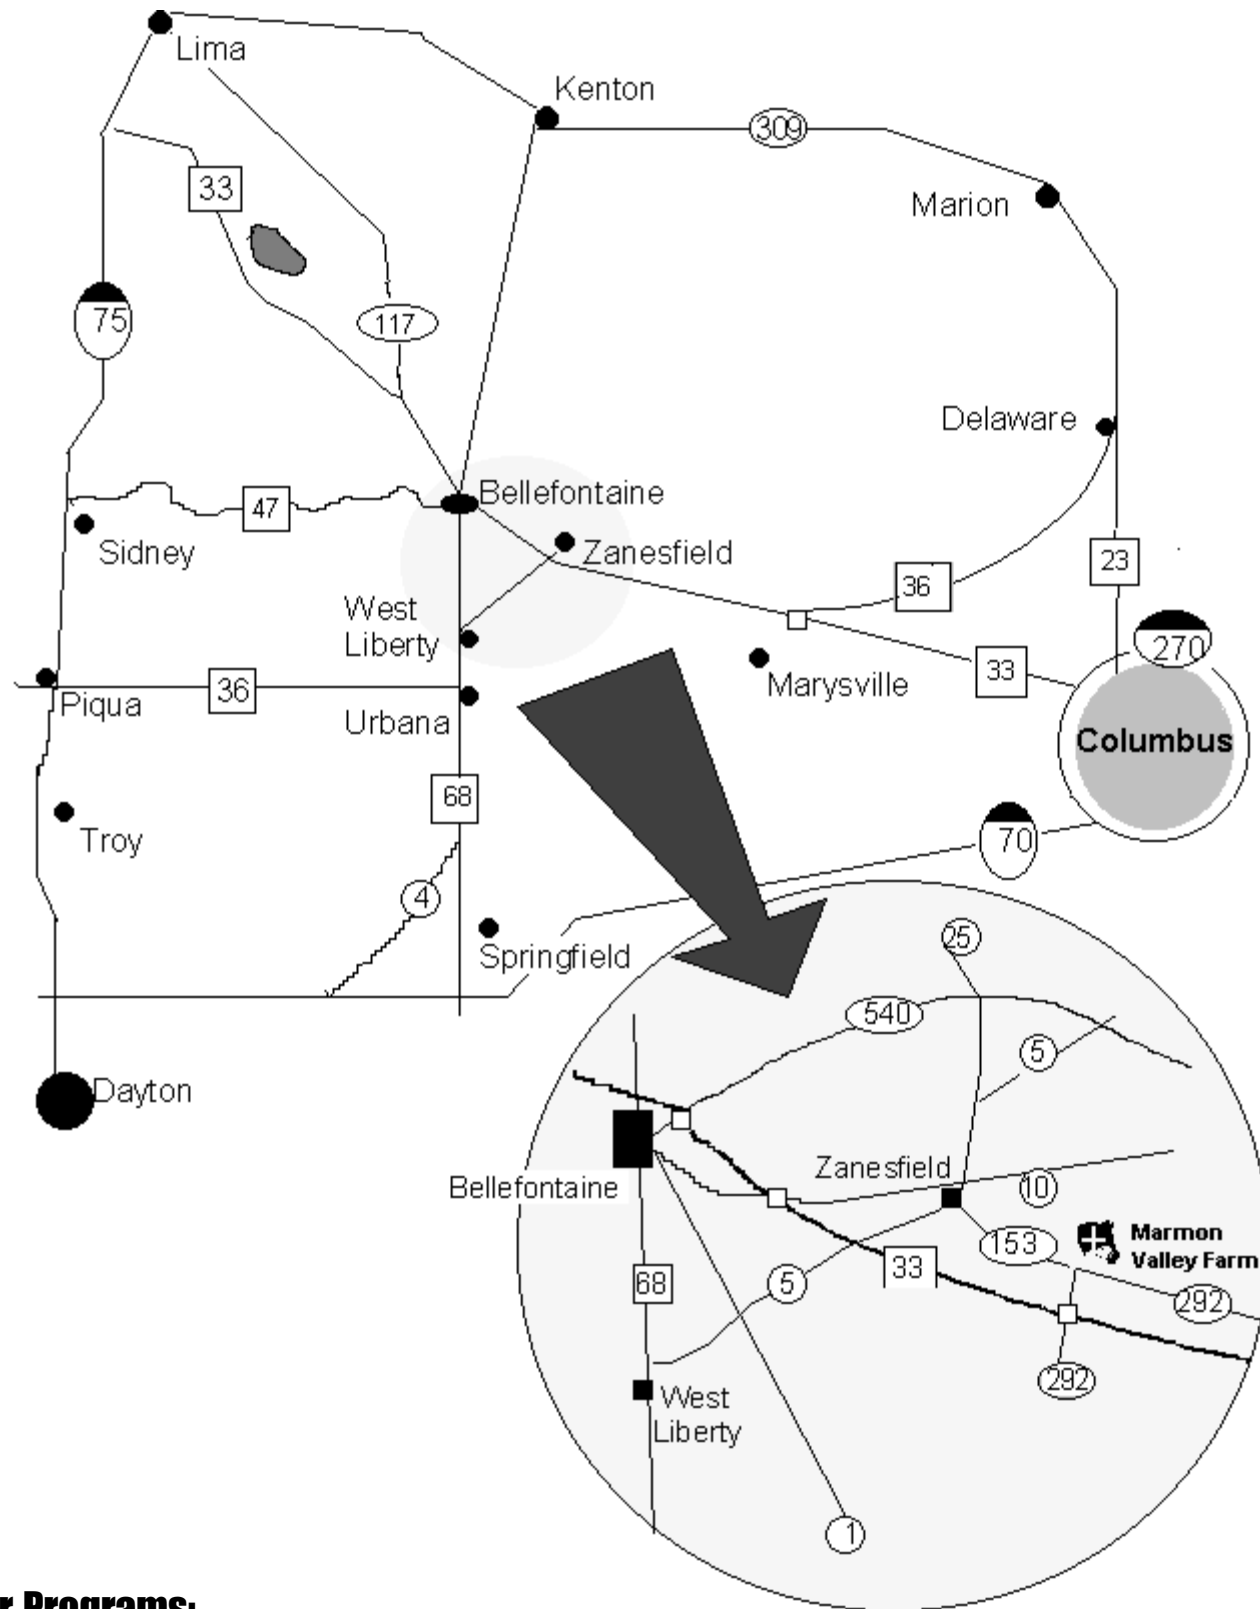 Lima
Kenton
309
33
Marion
75
117
Delaware
Bellefontaine
47
Sidney
Zanesfield
23
36
West
Liberty
270
33
Marysville
Piqua
36
Urbana
Columbus
68
70
Troy
4
25
Springfield
540
5
Dayton
Zanesfield
Bellefontaine
10
153
Marmon
Valley Farm
33
5
68
292
292
West
Liberty
1
r Programs: